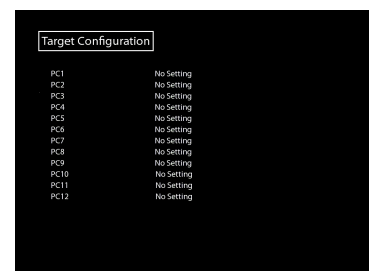 Target Configuration
PC1 No Setting
PC2 No Setting
PC3 No Setting
PC4 No Setting
PC5 No Setting
PC6 No Setting
PC7 No Setting
PC8 No Setting
PC9 No Setting
PC10 No Setting
PC11 No Setting
PC12 No Setting